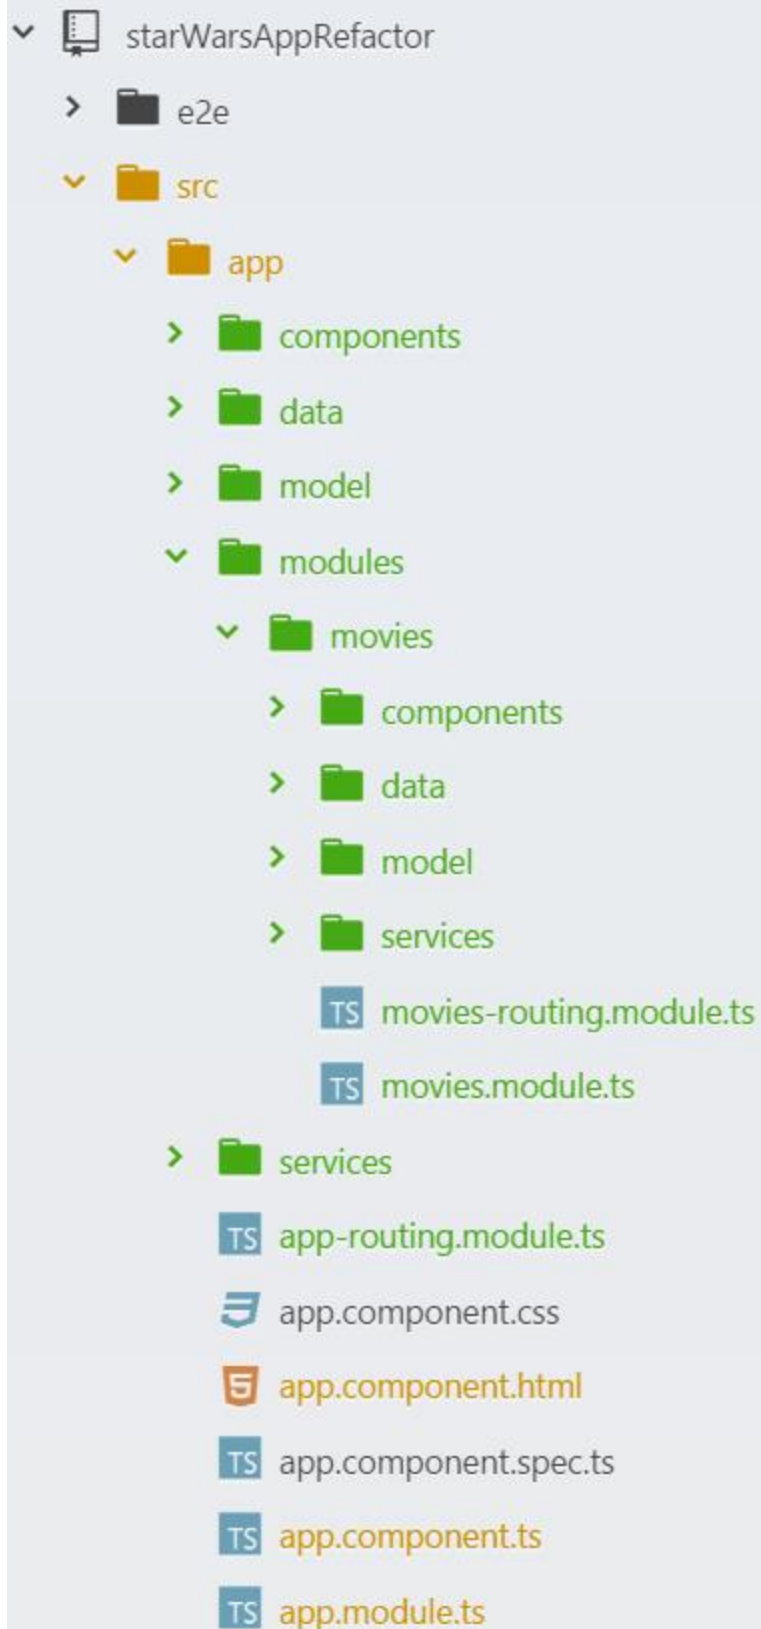 starWarsAppRefactor
e2e
src
app
components
data
model
modules
movies
components
data
model
services
TS movies-routing.module.ts
TS movies.module.ts
services
TS app-routing.module.ts
app.component.css
5 app.component.html
TS app.component.spec.ts
TS app.component.ts
TS app.module.ts